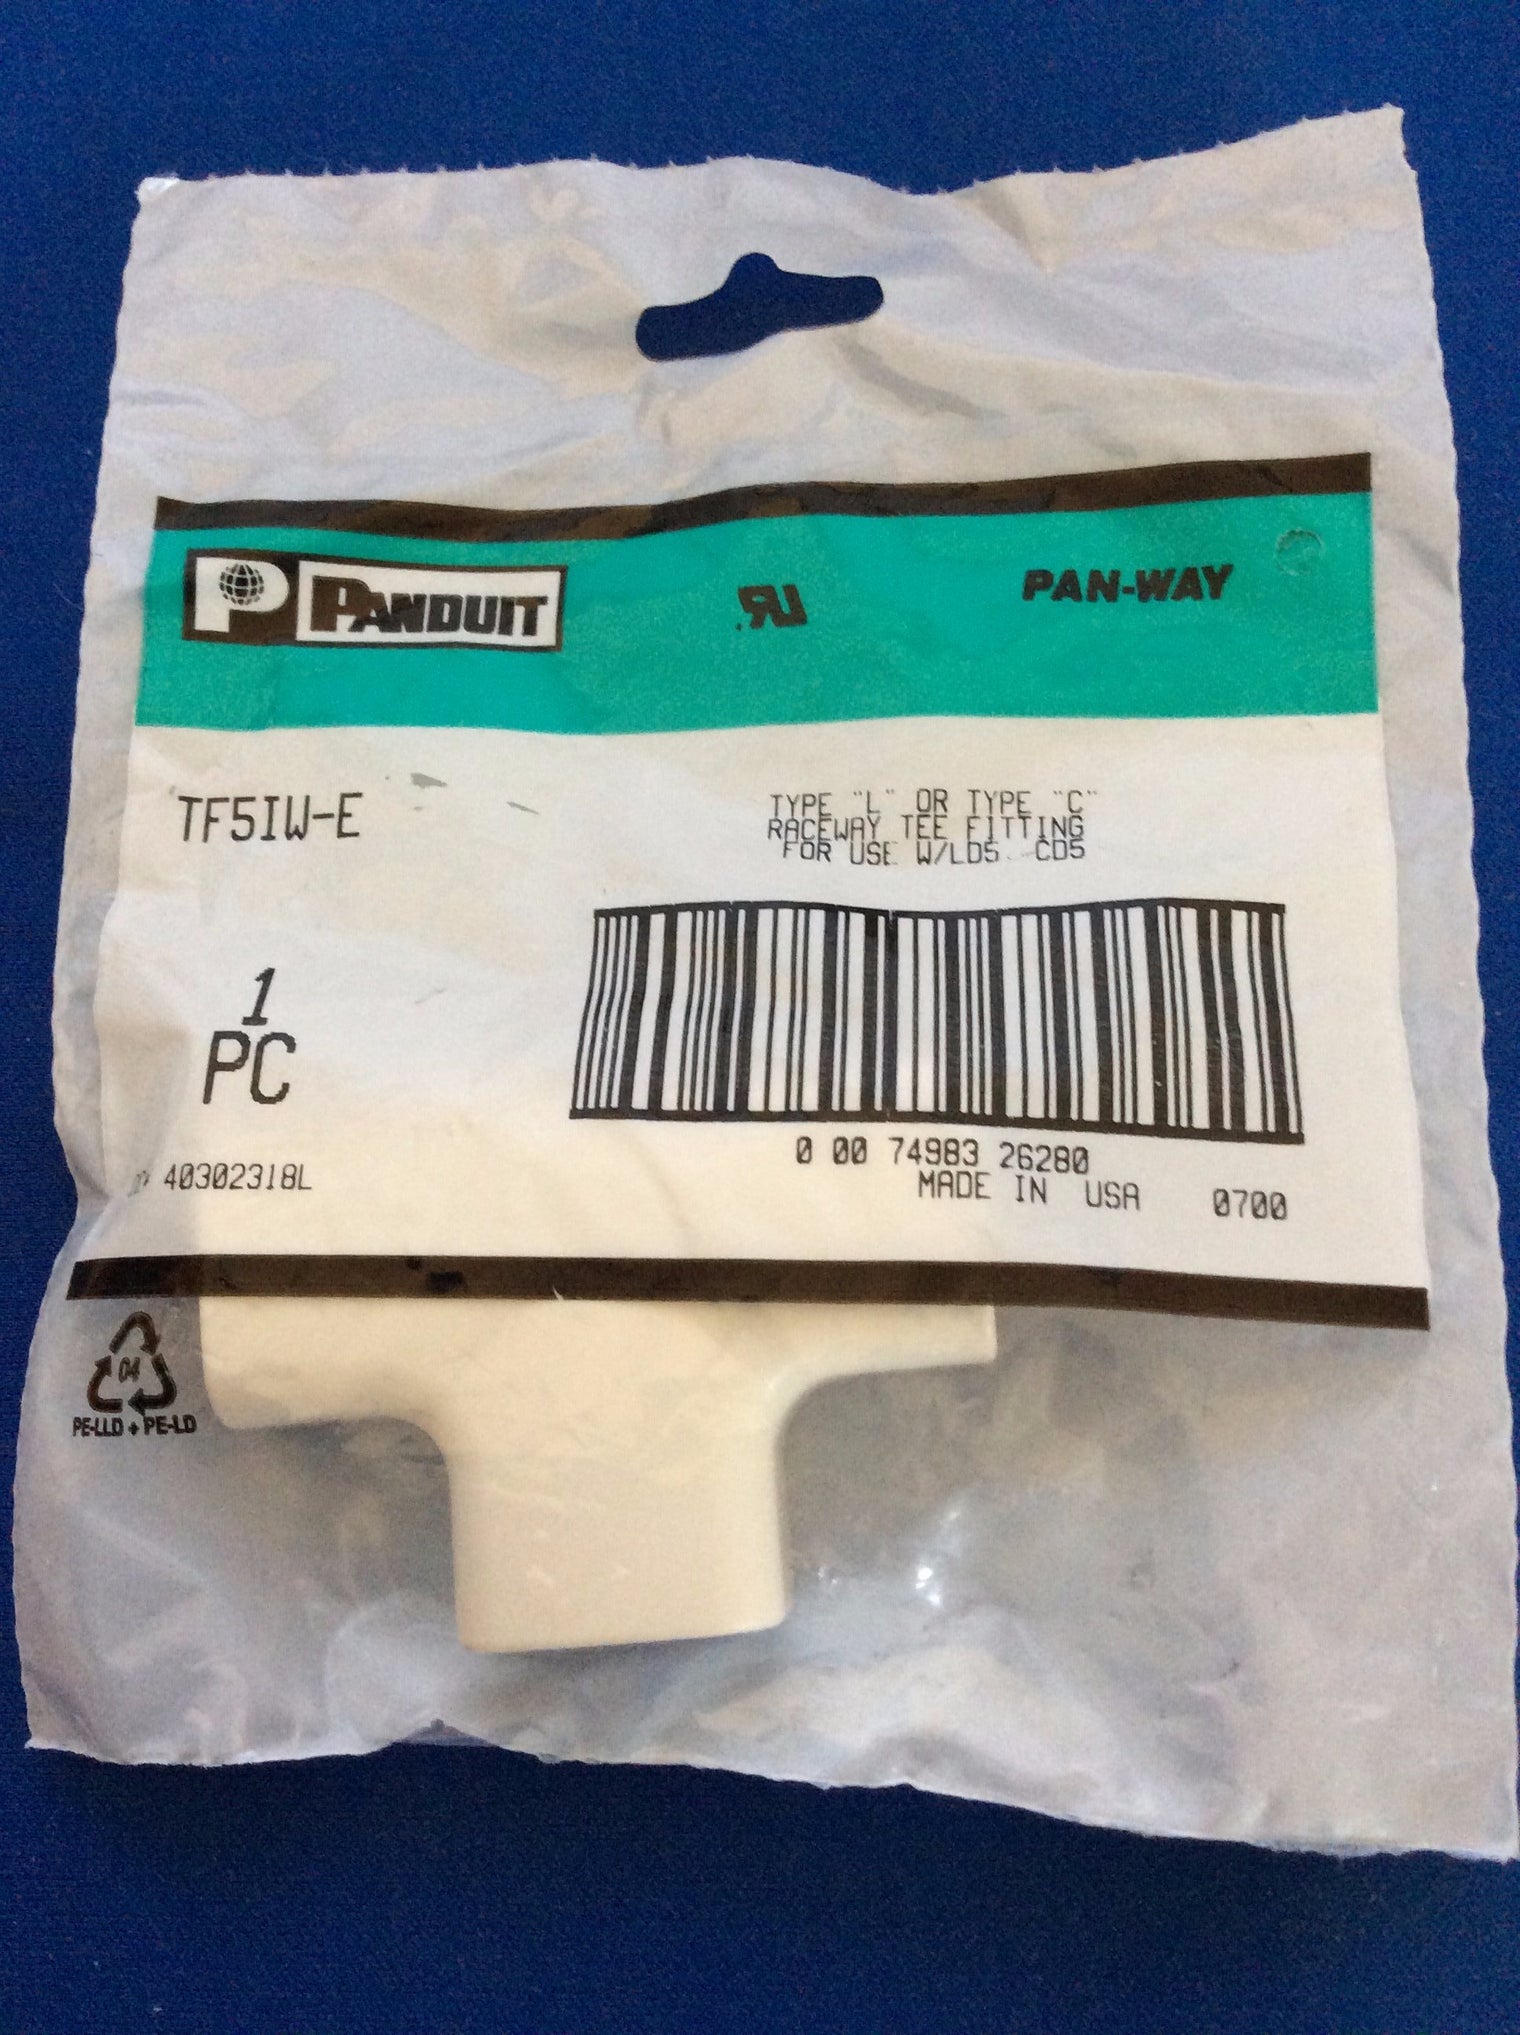 P PANDUIT
RU
PAN-WAY
TF5IW-E
TYPE "L" OR TYPE "C"
RACEWAY TEE FITTING
FOR USE W/LD5 CD5
1
PC
0 00 74983 26280
40302318L
MADE IN USA 0700
04
PE-LLD + PE-LD